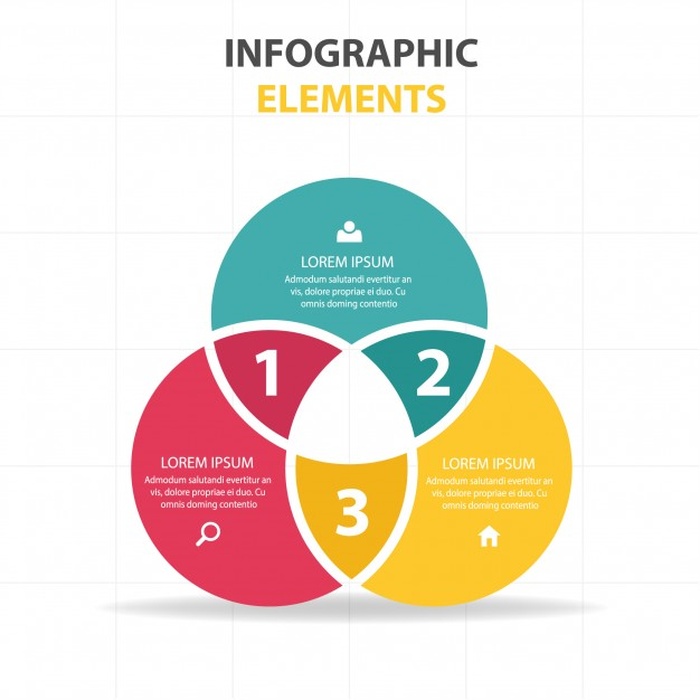 INFOGRAPHIC
ELEMENTS
LOREM IPSUM
Admodum salutandi evertitur an
vis, dolore propriae ei duo. Cu
omnis doming contentio
1
2
LOREM IPSUM
Admodum salutandi evertitur an
vis, dolore propriae ei duo. Cu
omnis doming contentio
3
LOREM IPSUM
Admodum salutandi evertitur an
vis, dolore propriae ei duo. Cu
omnis doming contentio